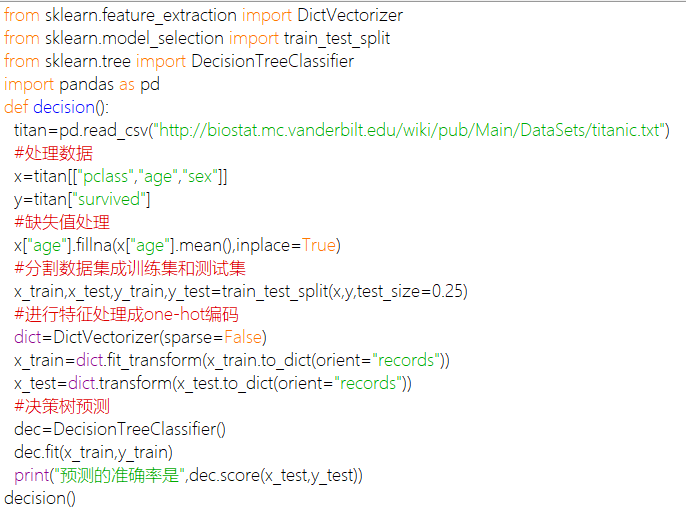 from sklearn.feature_extraction import DictVectorizer
from sklearn.model_selection import train_test_split
from sklearn.tree import DecisionTreeClassifier
import pandas as pd
def decision():
  titan=pd.read_csv("http://biostat.mc.vanderbilt.edu/wiki/pub/Main/DataSets/titanic.txt")
  #处理数据
  x=titan[["pclass","age","sex"]]
  y=titan["survived"]
  #缺失值处理
  x["age"].fillna(x["age"].mean(),inplace=True)
  #分割数据集成训练集和测试集
  x_train,x_test,y_train,y_test=train_test_split(x,y,test_size=0.25)
  #进行特征处理成one-hot编码
  dict=DictVectorizer(sparse=False)
  x_train=dict.fit_transform(x_train.to_dict(orient="records"))
  x_test=dict.transform(x_test.to_dict(orient="records"))
  #决策树预测
  dec=DecisionTreeClassifier()
  dec.fit(x_train,y_train)
  print("预测的准确率是",dec.score(x_test,y_test))
decision()